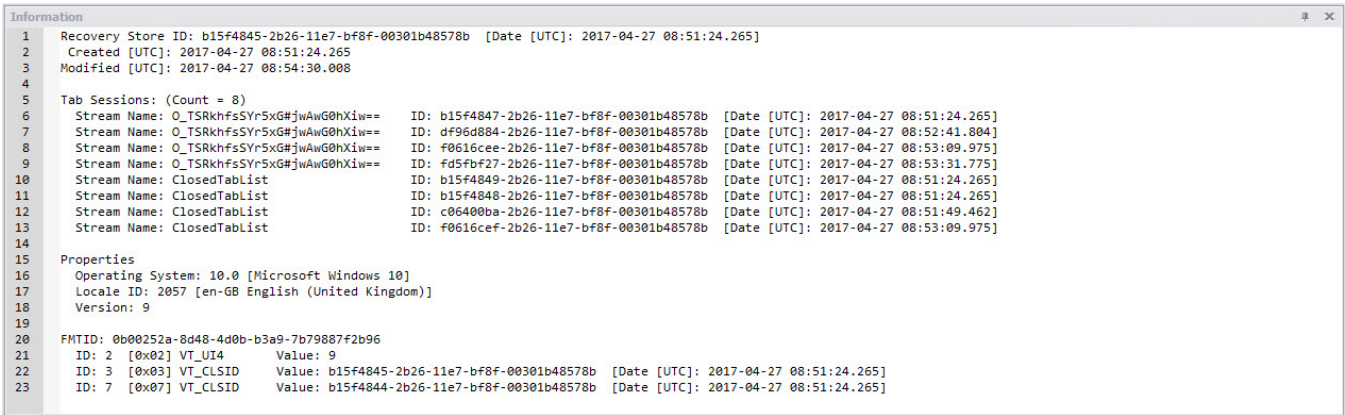 Information
1 Recovery Store ID: b15f4845-2b26-11e7-bf8f-00301b48578b [Date [UTC]: 2017-04-27 08:51:24.265]
2 Created [UTC]: 2017-04-27 08:51:24.265
3 Modified [UTC]: 2017-04-27 08:54:30.008
4
5 Tab Sessions: (Count = 8)
6 Stream Name: O_TSRkhfsSYr5xG#jwAwG0hXiw== ID: b15f4847-2b26-11e7-bf8f-00301b48578b [Date [UTC]: 2017-04-27 08:51:24.265]
7 Stream Name: O_TSRkhfsSYr5xG#jwAwG0hXiw== ID: df96d884-2b26-11e7-bf8f-00301b48578b [Date [UTC]: 2017-04-27 08:52:41.804]
8 Stream Name: O_TSRkhfsSYr5xG#jwAwG0hXiw== ID: f0616cee-2b26-11e7-bf8f-00301b48578b [Date [UTC]: 2017-04-27 08:53:09.975]
9 Stream Name: O_TSRkhfsSYr5xG#jwAwG0hXiw== ID: fd5fbf27-2b26-11e7-bf8f-00301b48578b [Date [UTC]: 2017-04-27 08:53:31.775]
10 Stream Name: ClosedTabList ID: b15f4849-2b26-11e7-bf8f-00301b48578b [Date [UTC]: 2017-04-27 08:51:24.265]
11 Stream Name: ClosedTabList ID: b15f4848-2b26-11e7-bf8f-00301b48578b [Date [UTC]: 2017-04-27 08:51:24.265]
12 Stream Name: ClosedTabList ID: c06400ba-2b26-11e7-bf8f-00301b48578b [Date [UTC]: 2017-04-27 08:51:49.462]
13 Stream Name: ClosedTabList ID: f0616cef-2b26-11e7-bf8f-00301b48578b [Date [UTC]: 2017-04-27 08:53:09.975]
14
15 Properties
16 Operating System: 10.0 [Microsoft Windows 10]
17 Locale ID: 2057 [en-GB English (United Kingdom)]
18 Version: 9
19
20 FMTID: 0b00252a-8d48-4d0b-b3a9-7b79887f2b96
21 ID: 2 [0x02] VT_UI4 Value: 9
22 ID: 3 [0x03] VT_CLSID Value: b15f4845-2b26-11e7-bf8f-00301b48578b [Date [UTC]: 2017-04-27 08:51:24.265]
23 ID: 7 [0x07] VT_CLSID Value: b15f4844-2b26-11e7-bf8f-00301b48578b [Date [UTC]: 2017-04-27 08:51:24.265]